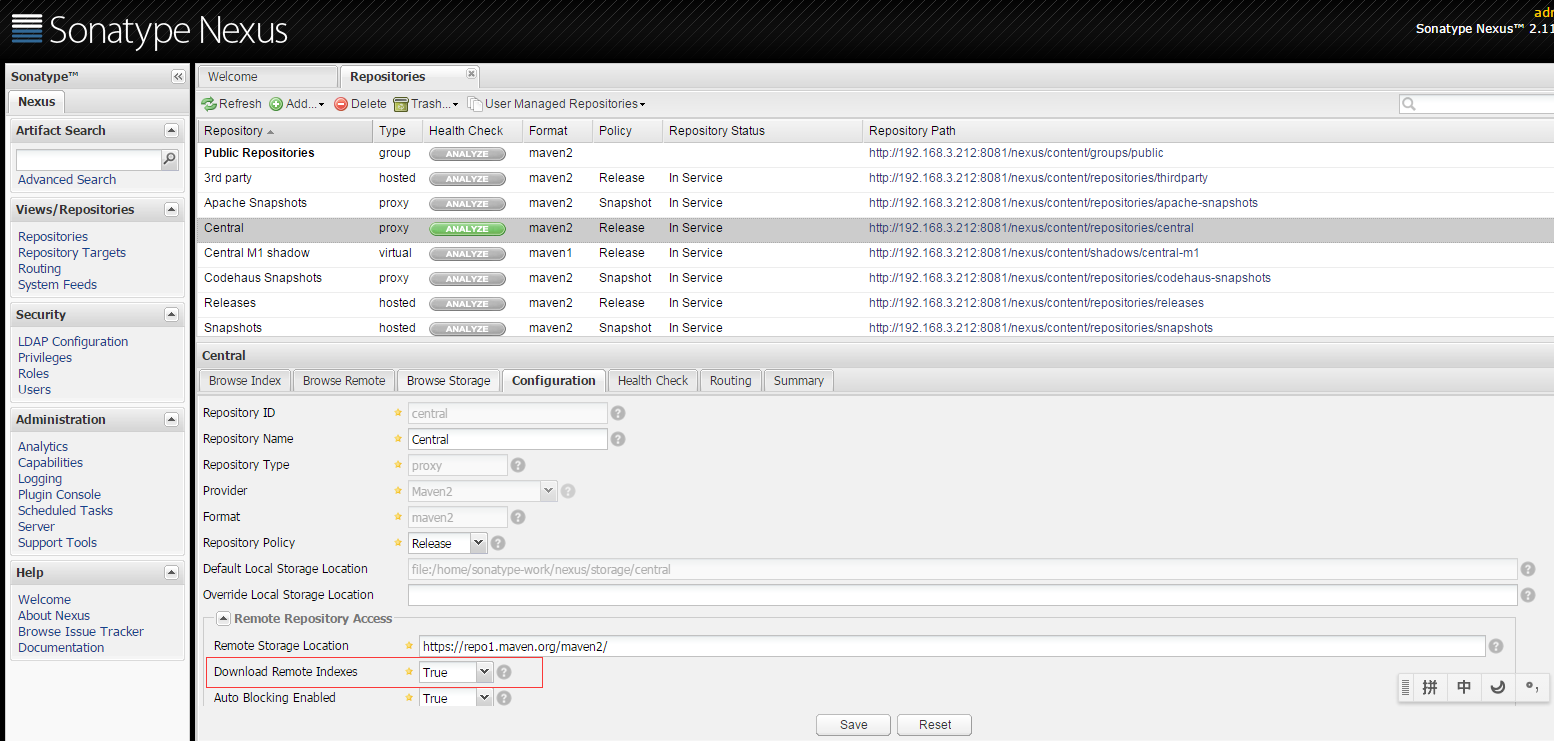 Sonatype Nexus
adr
Sonatype Nexus™ 2.11
Sonatype™
Nexus
Artifact Search
Advanced Search
Views/Repositories
Repositories
Repository Targets
Routing
System Feeds
Security
LDAP Configuration
Privileges
Roles
Users
Administration
Analytics
Capabilities
Logging
Plugin Console
Scheduled Tasks
Server
Support Tools
Help
Welcome
About Nexus
Browse Issue Tracker
Documentation
Welcome Repositories
Refresh Add... Delete Trash... User Managed Repositories
Repository Type Health Check Format Policy Repository Status Repository Path
Public Repositories group ANALYZE maven2 http://192.168.3.212:8081/nexus/content/groups/public
3rd party hosted ANALYZE maven2 Release In Service http://192.168.3.212:8081/nexus/content/repositories/thirdparty
Apache Snapshots proxy ANALYZE maven2 Snapshot In Service http://192.168.3.212:8081/nexus/content/repositories/apache-snapshots
Central proxy ANALYZE maven2 Release In Service http://192.168.3.212:8081/nexus/content/repositories/central
Central M1 shadow virtual ANALYZE maven1 Release In Service http://192.168.3.212:8081/nexus/content/shadows/central-m1
Codehaus Snapshots proxy ANALYZE maven2 Snapshot In Service http://192.168.3.212:8081/nexus/content/repositories/codehaus-snapshots
Releases hosted ANALYZE maven2 Release In Service http://192.168.3.212:8081/nexus/content/repositories/releases
Snapshots hosted ANALYZE maven2 Snapshot In Service http://192.168.3.212:8081/nexus/content/repositories/snapshots
Central
Browse Index Browse Remote Browse Storage Configuration Health Check Routing Summary
Repository ID central
Repository Name Central
Repository Type proxy
Provider Maven2
Format maven2
Repository Policy Release
Default Local Storage Location file:/home/sonatype-work/nexus/storage/central
Override Local Storage Location
Remote Repository Access
Remote Storage Location https://repo1.maven.org/maven2/
Download Remote Indexes True
Auto Blocking Enabled True
拼 中 °,
Save Reset